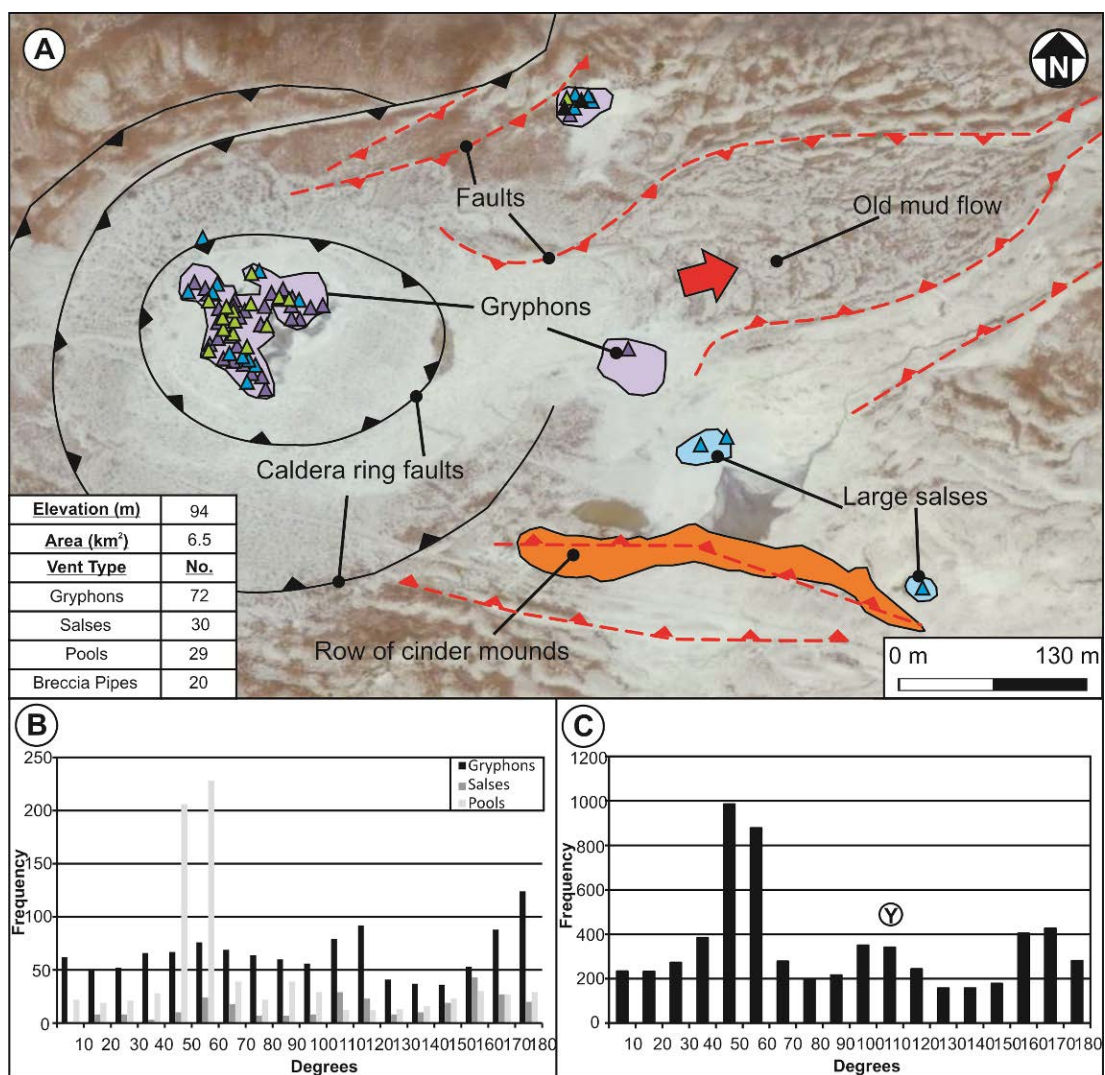 A
N
Faults
Old mud flow
Gryphons
Caldera ring faults
Large salses
Row of cinder mounds
Elevation (m) 94
Area (km²) 6.5
Vent Type No.
Gryphons 72
Salses 30
Pools 29
Breccia Pipes 20
0 m 130 m
B
250
200
150
100
50
0
Frequency
Gryphons
Salses
Pools
10 20 30 40 50 60 70 80 90 100 110 120 130 140 150 160 170 180
Degrees
C
1200
1000
800
600
400
200
0
Frequency
Y
10 20 30 40 50 60 70 80 90 100 110 120 130 140 150 160 170 180
Degrees